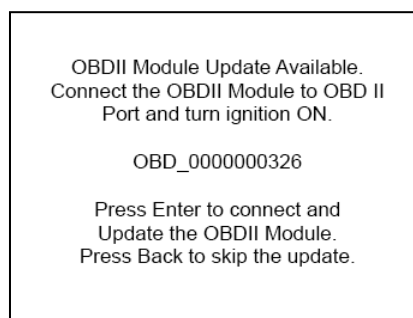 OBDII Module Update Available.
Connect the OBDII Module to OBD II
Port and turn ignition ON.
OBD_0000000326
Press Enter to connect and
Update the OBDII Module.
Press Back to skip the update.